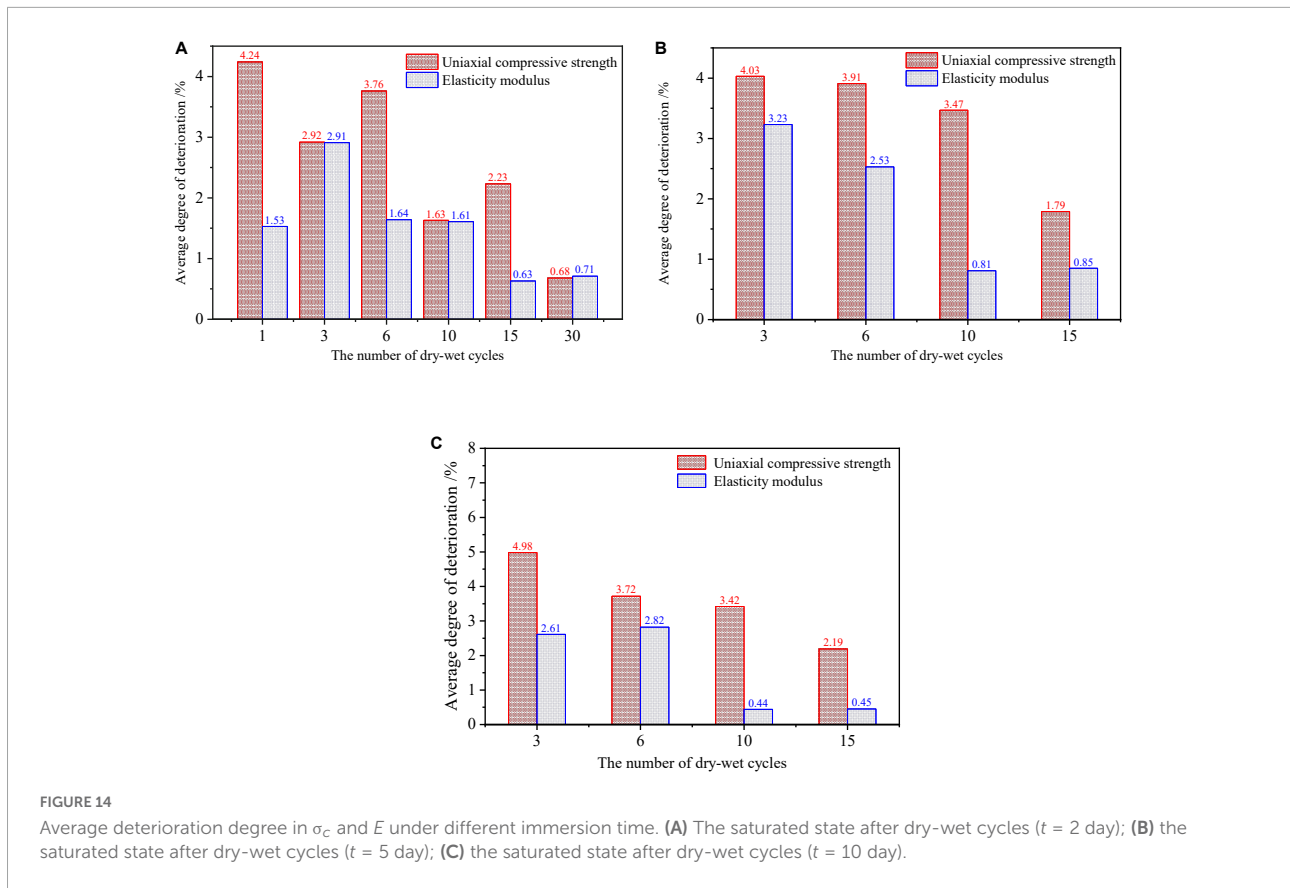 A
Uniaxial compressive strength
Elasticity modulus
Average degree of deterioration /%
4
3
2
1
0
4.24
1.53
2.92
2.91
3.76
1.64
1.63
1.61
2.23
0.63
0.68
0.71
1 3 6 10 15 30
The number of dry-wet cycles
B
Uniaxial compressive strength
Elasticity modulus
Average degree of deterioration /%
4
3
2
1
0
4.03
3.23
3.91
2.53
3.47
0.81
1.79
0.85
3 6 10 15
The number of dry-wet cycles
C
Uniaxial compressive strength
Elasticity modulus
Average degree of deterioration /%
8
7
6
5
4
3
2
1
0
4.98
2.61
3.72
2.82
3.42
0.44
2.19
0.45
3 6 10 15
The number of dry-wet cycles
FIGURE 14
Average deterioration degree in σc and E under different immersion time. (A) The saturated state after dry-wet cycles (t = 2 day); (B) the
saturated state after dry-wet cycles (t = 5 day); (C) the saturated state after dry-wet cycles (t = 10 day).